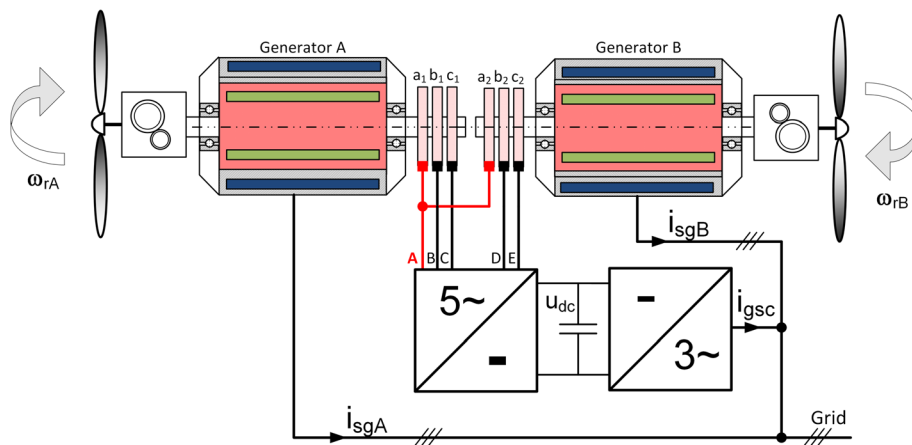 Generator A
Generator B
a₁ b₁ c₁
a₂ b₂ c₂
ωrA
ωrB
isgB
A B C D E
5~
-
udc
-
3~
igsc
isgA
Grid